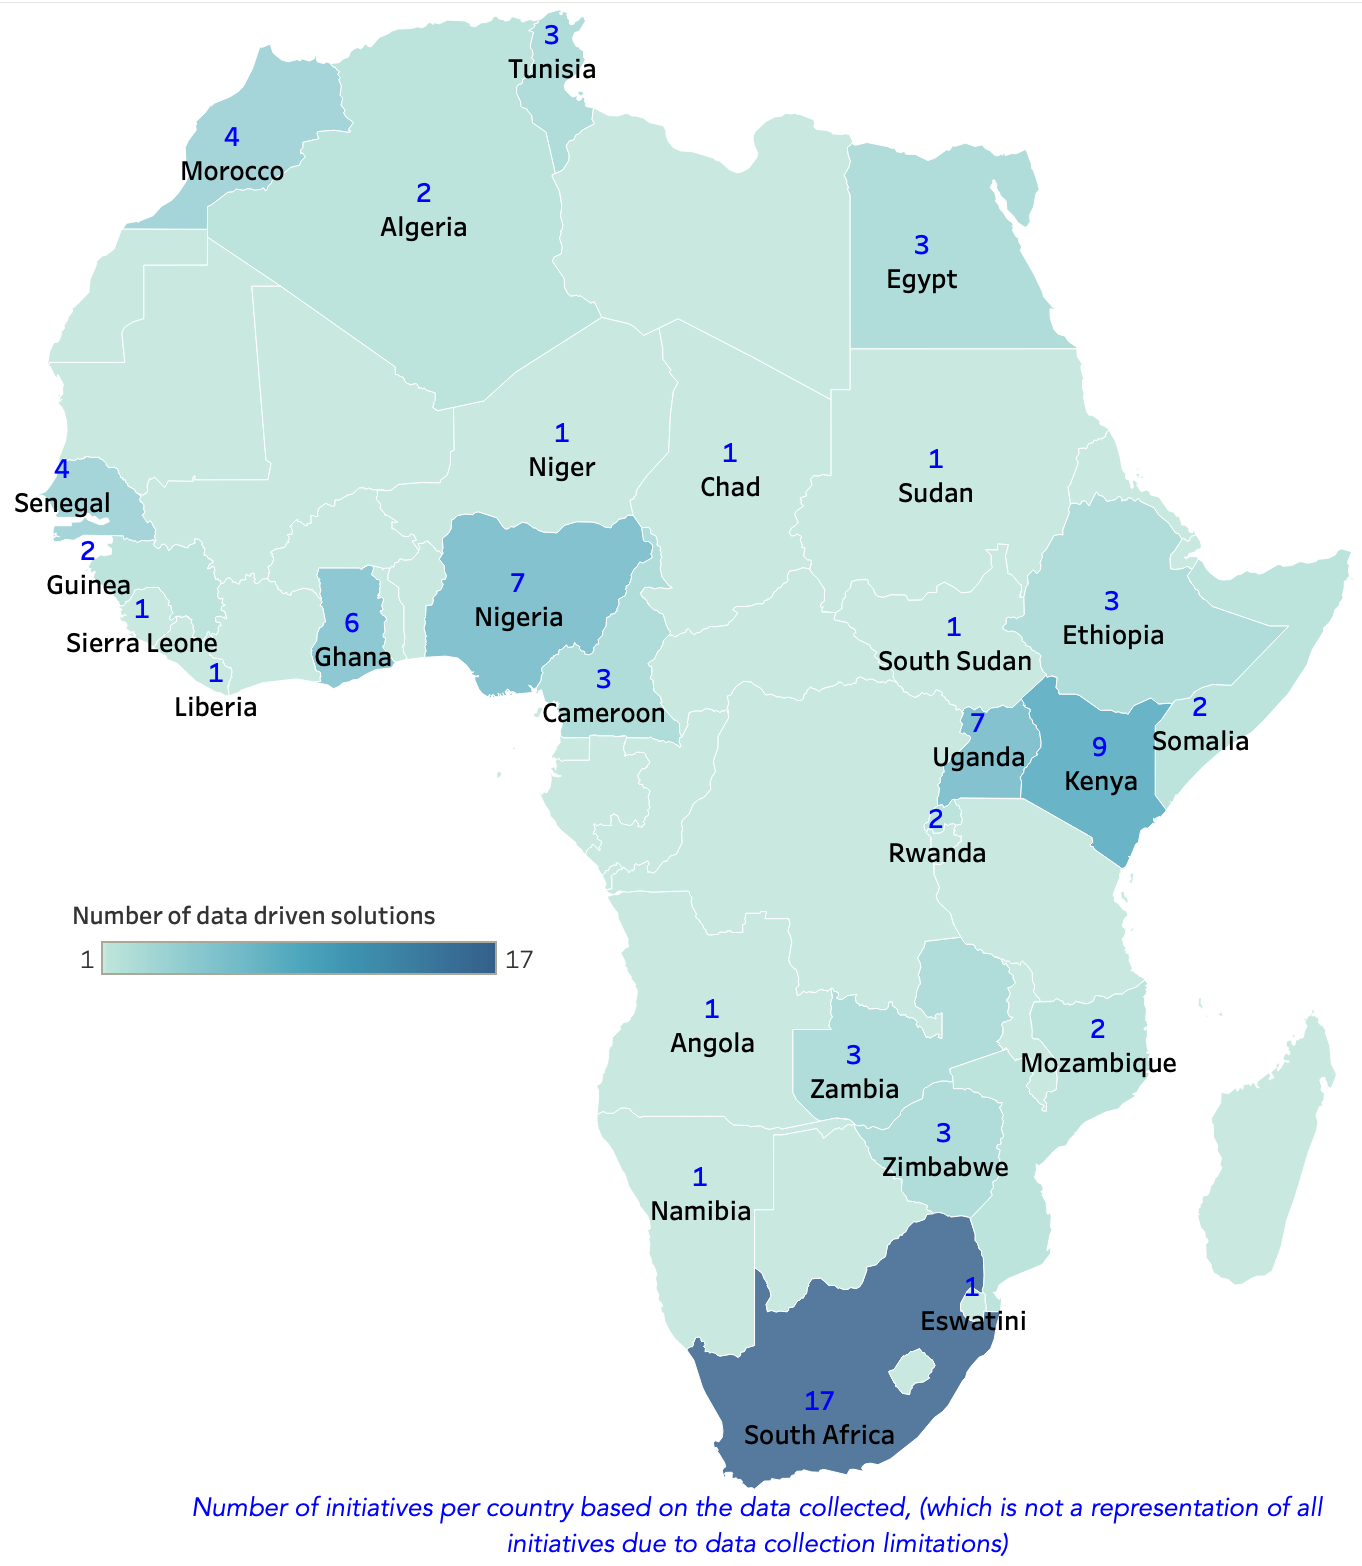 3
Tunisia
4
Morocco
2
Algeria
3
Egypt
1
Niger
1
Chad
1
Sudan
4
Senegal
2
Guinea
1
Sierra Leone
1
Liberia
6
Ghana
7
Nigeria
3
Cameroon
1
South Sudan
3
Ethiopia
2
Somalia
7
Uganda
9
Kenya
2
Rwanda
Number of data driven solutions
1 17
1
Angola
3
Zambia
2
Mozambique
3
Zimbabwe
1
Namibia
1
Eswatini
17
South Africa
Number of initiatives per country based on the data collected, (which is not a representation of all
initiatives due to data collection limitations)